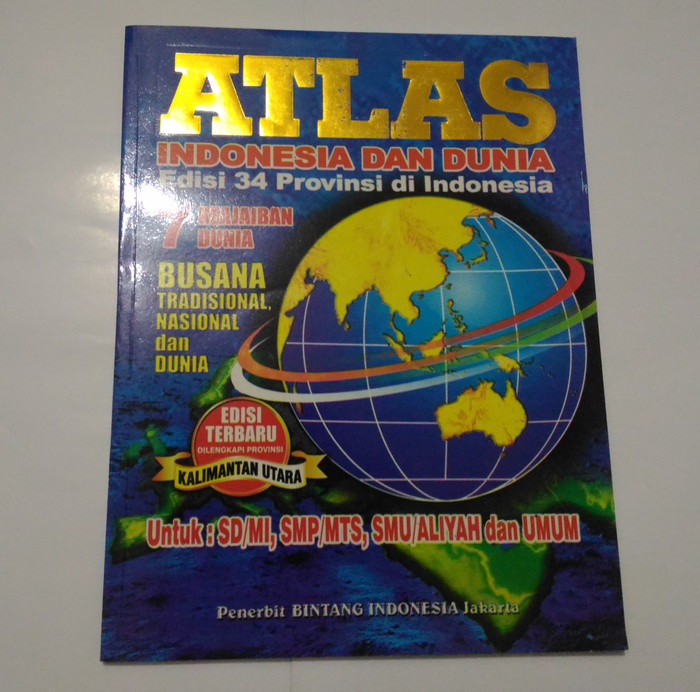 ATLAS
INDONESIA DAN DUNIA
Edisi 34 Provinsi di Indonesia
7 KEAJAIBAN
DUNIA
BUSANA
TRADISIONAL,
NASIONAL
dan
DUNIA
EDISI
TERBARU
DILENGKAPI PROVINSI
KALIMANTAN UTARA
Untuk : SD/MI, SMP/MTS, SMU/ALIYAH dan UMUM
Penerbit BINTANG INDONESIA Jakarta